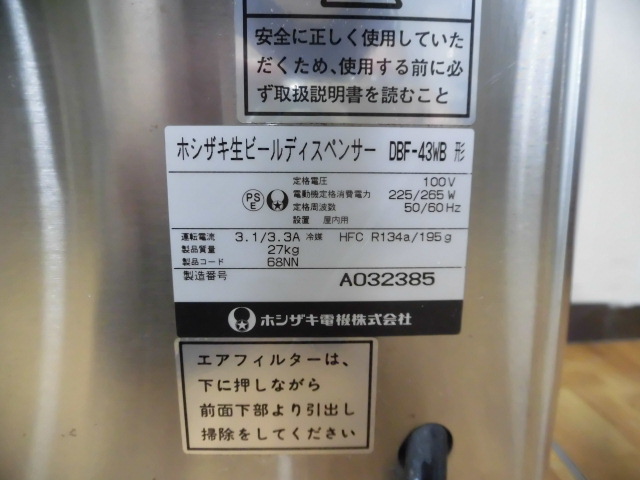 安全に正しく使用していた
だくため、使用する前に必
ず取扱説明書を読むこと
ホシザキ生ビールディスペンサー DBF-43WB 形
PS
E
定格電圧 100V
電動機定格消費電力 225/265W
定格周波数 50/60Hz
設置 屋内用
運転電流 3.1/3.3A 冷媒 HFC R134a/195g
製品質量 27kg
製品コード 68NN
製造番号 A032385
ホシザキ電機株式会社
エアフィルターは、
下に押しながら
前面下部より引出し
掃除をしてください